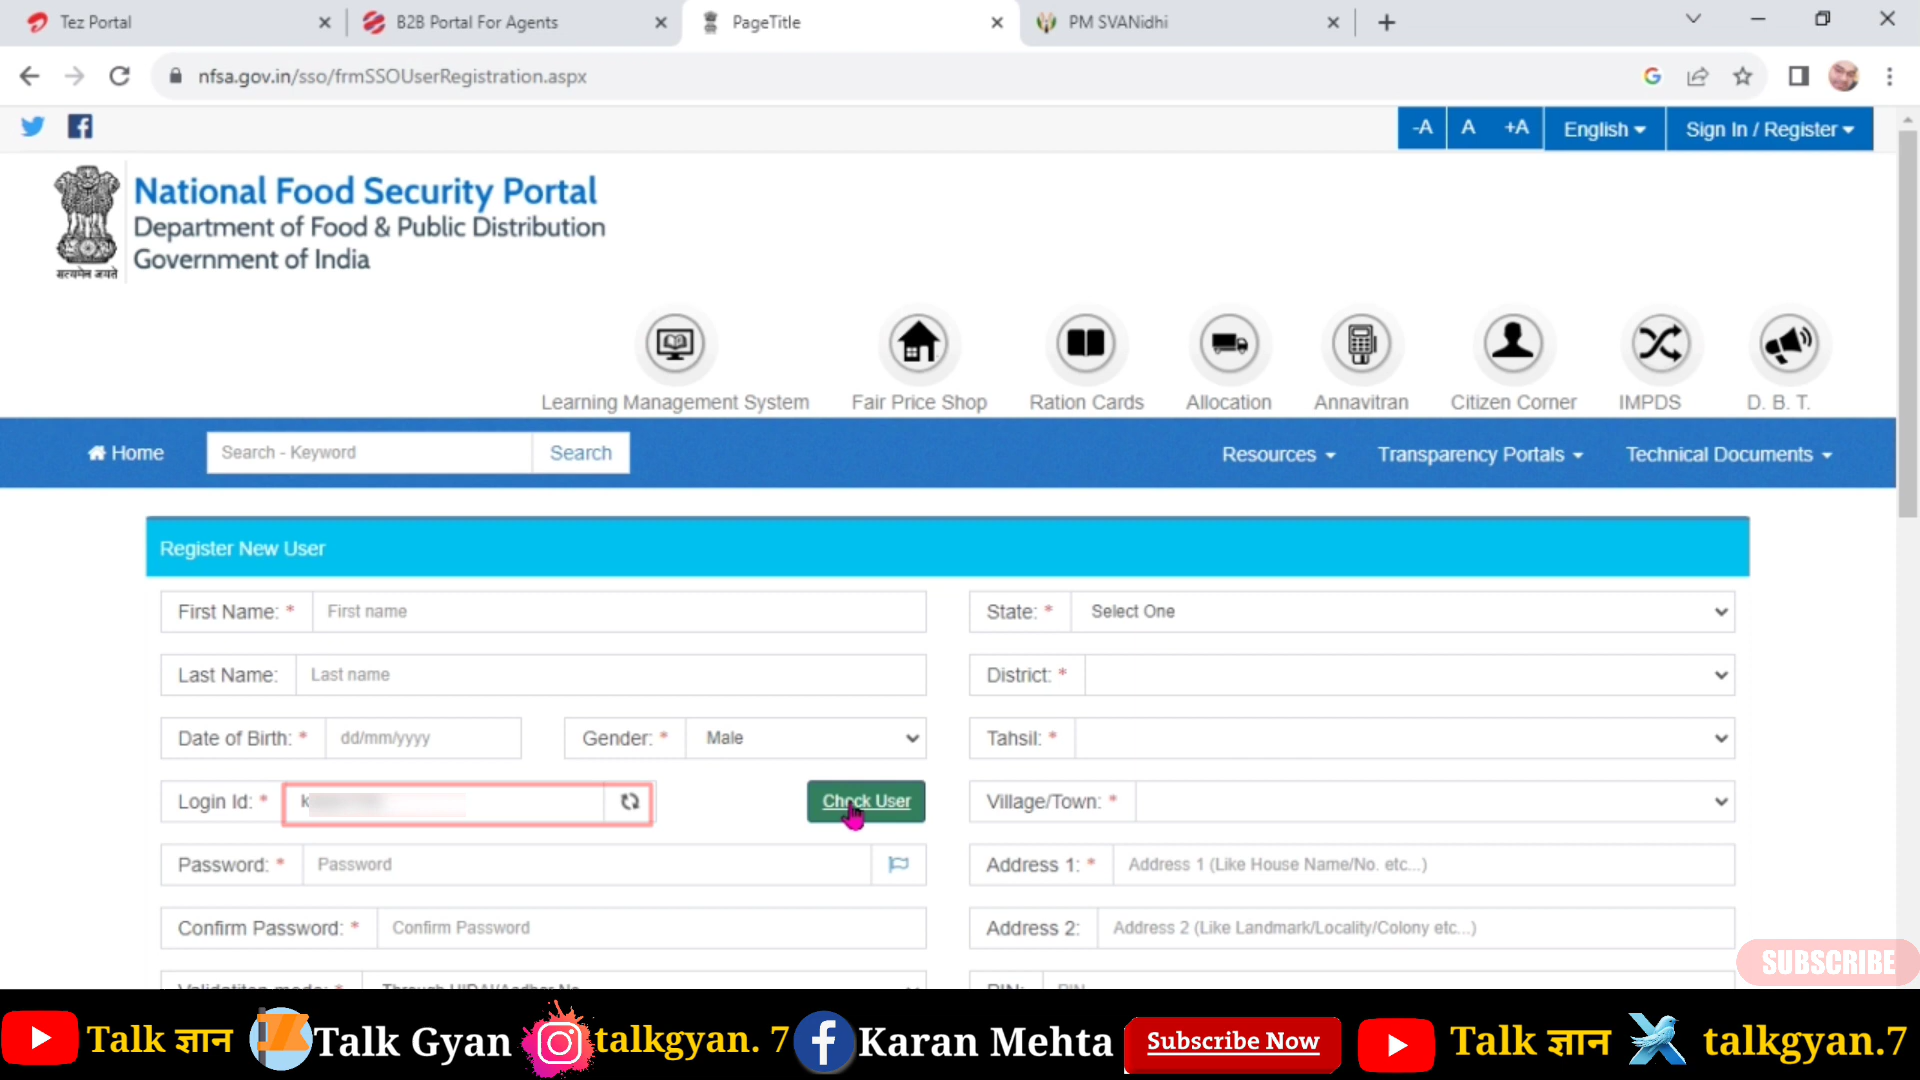 Tez Portal
B2B Portal For Agents
PageTitle
PM SVANidhi
nfsa.gov.in/sso/frmSSOUserRegistration.aspx
-A A +A English Sign In / Register
National Food Security Portal
Department of Food & Public Distribution
Government of India
सत्यमेव जयते
Learning Management System Fair Price Shop Ration Cards Allocation Annavitran Citizen Corner IMPDS D. B. T.
Home Search - Keyword Search Resources Transparency Portals Technical Documents
Register New User
First Name: * First name
State: * Select One
Last Name: Last name
District: *
Date of Birth: * dd/mm/yyyy Gender: * Male
Tahsil: *
Login Id: * k Check User
Village/Town: *
Password: * Password
Address 1: * Address 1 (Like House Name/No. etc...)
Confirm Password: * Confirm Password
Address 2: Address 2 (Like Landmark/Locality/Colony etc...)
SUBSCRIBE
Talk ज्ञान Talk Gyan talkgyan. 7 Karan Mehta Subscribe Now Talk ज्ञान talkgyan.7